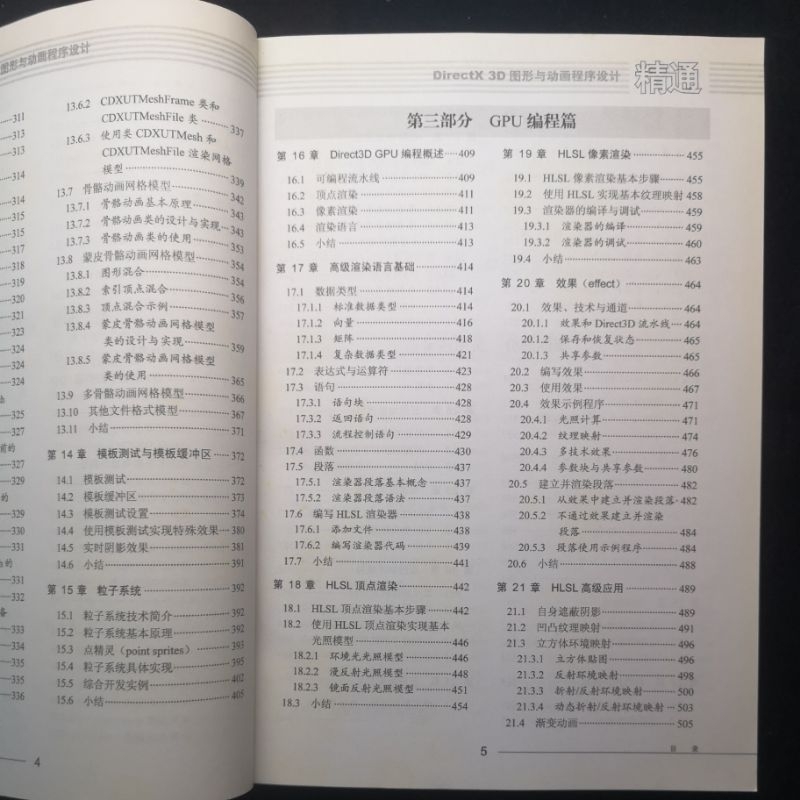 图形与动画程序设计
311
313
313
314
314
315
315
319
320
321
323
324
324
324
325
327
327
329
329
330
331
332
333
334
335
336
13.6.2 CDXUTMeshFrame 类和
CDXUTMeshFile 类 337
13.6.3 使用类 CDXUTMesh 和
CDXUTMeshFile 渲染网格
模型 339
13.7 骨骼动画网格模型 342
13.7.1 骨骼动画基本原理 343
13.7.2 骨骼动画类的设计与实现 343
13.7.3 骨骼动画类的使用 353
13.8 蒙皮骨骼动画网格模型 354
13.8.1 图形混合 354
13.8.2 索引顶点混合 356
13.8.3 顶点混合示例 357
13.8.4 蒙皮骨骼动画网格模型
类的设计与实现 359
13.8.5 蒙皮骨骼动画网格模型
类的使用 365
13.9 多骨骼动画网格模型 366
13.10 其他文件格式模型 367
13.11 小结 371
第 14 章 模板测试与模板缓冲区 372
14.1 模板测试 372
14.2 模板缓冲区 373
14.3 模板测试设置 374
14.4 使用模板测试实现特殊效果 380
14.5 实时阴影效果 381
14.6 小结 391
第 15 章 粒子系统 392
15.1 粒子系统技术简介 392
15.2 粒子系统基本原理 392
15.3 点精灵（point sprites） 393
15.4 粒子系统具体实现 395
15.5 综合开发实例 402
15.6 小结 405
4
DirectX 3D 图形与动画程序设计 精通
第三部分 GPU 编程篇
第 16 章 Direct3D GPU 编程概述 409
16.1 可编程流水线 409
16.2 顶点渲染 411
16.3 像素渲染 411
16.4 渲染语言 413
16.5 小结 413
第 17 章 高级渲染语言基础 414
17.1 数据类型 414
17.1.1 标准数据类型 414
17.1.2 向量 416
17.1.3 矩阵 418
17.1.4 复杂数据类型 421
17.2 表达式与运算符 423
17.3 语句 428
17.3.1 语句块 428
17.3.2 返回语句 428
17.3.3 流程控制语句 429
17.4 函数 430
17.5 段落 437
17.5.1 渲染器段落基本概念 437
17.5.2 渲染器段落语法 437
17.6 编写 HLSL 渲染器 438
17.6.1 添加文件 438
17.6.2 编写渲染器代码 439
17.7 小结 441
第 18 章 HLSL 顶点渲染 442
18.1 HLSL 顶点渲染基本步骤 442
18.2 使用 HLSL 顶点渲染实现基本
光照模型 446
18.2.1 环境光光照模型 446
18.2.2 漫反射光照模型 448
18.2.3 镜面反射光照模型 451
18.3 小结 454
第 19 章 HLSL 像素渲染 455
19.1 HLSL 像素渲染基本步骤 455
19.2 使用 HLSL 实现基本纹理映射 458
19.3 渲染器的编译与调试 459
19.3.1 渲染器的编译 459
19.3.2 渲染器的调试 460
19.4 小结 463
第 20 章 效果（effect） 464
20.1 效果、技术与通道 464
20.1.1 效果和 Direct3D 流水线 464
20.1.2 保存和恢复状态 465
20.1.3 共享参数 465
20.2 编写效果 466
20.3 使用效果 467
20.4 效果示例程序 471
20.4.1 光照计算 471
20.4.2 纹理映射 474
20.4.3 多技术效果 476
20.4.4 参数块与共享参数 480
20.5 建立并渲染段落 482
20.5.1 从效果中建立并渲染段落 482
20.5.2 不通过效果建立并渲染
段落 484
20.5.3 段落使用示例程序 484
20.6 小结 488
第 21 章 HLSL 高级应用 489
21.1 自身遮蔽阴影 489
21.2 凹凸纹理映射 491
21.3 立方体环境映射 496
21.3.1 立方体贴图 496
21.3.2 反射环境映射 498
21.3.3 折射/反射环境映射 500
21.3.4 动态折射/反射环境映射 503
21.4 渐变动画 505
5 目 录